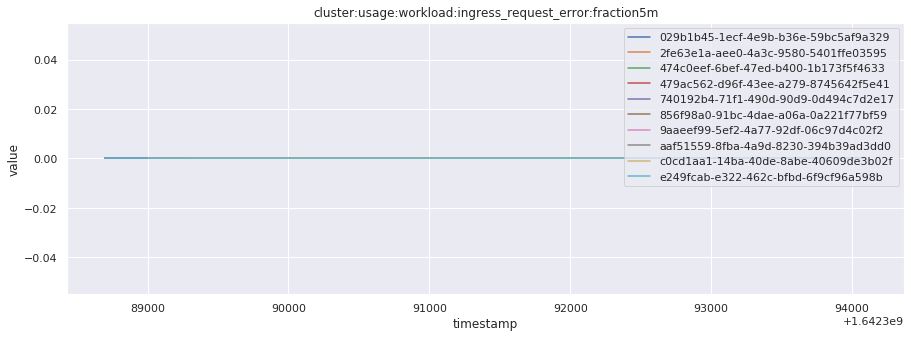 cluster:usage:workload:ingress_request_error:fraction5m
029b1b45-1ecf-4e9b-b36e-59bc5af9a329
2fe63e1a-aee0-4a3c-9580-5401ffe03595
474c0eef-6bef-47ed-b400-1b173f5f4633
479ac562-d96f-43ee-a279-8745642f5e41
740192b4-71f1-490d-90d9-0d494c7d2e17
856f98a0-91bc-4dae-a06a-0a221f77bf59
9aaeef99-5ef2-4a77-92df-06c97d4c02f2
aaf51559-8fba-4a9d-8230-394b39ad3dd0
c0cd1aa1-14ba-40de-8abe-40609de3b02f
e249fcab-e322-462c-bfbd-6f9cf96a598b
0.04
0.02
0.00
−0.02
−0.04
value
89000
90000
91000
92000
93000
94000
+1.6423e9
timestamp